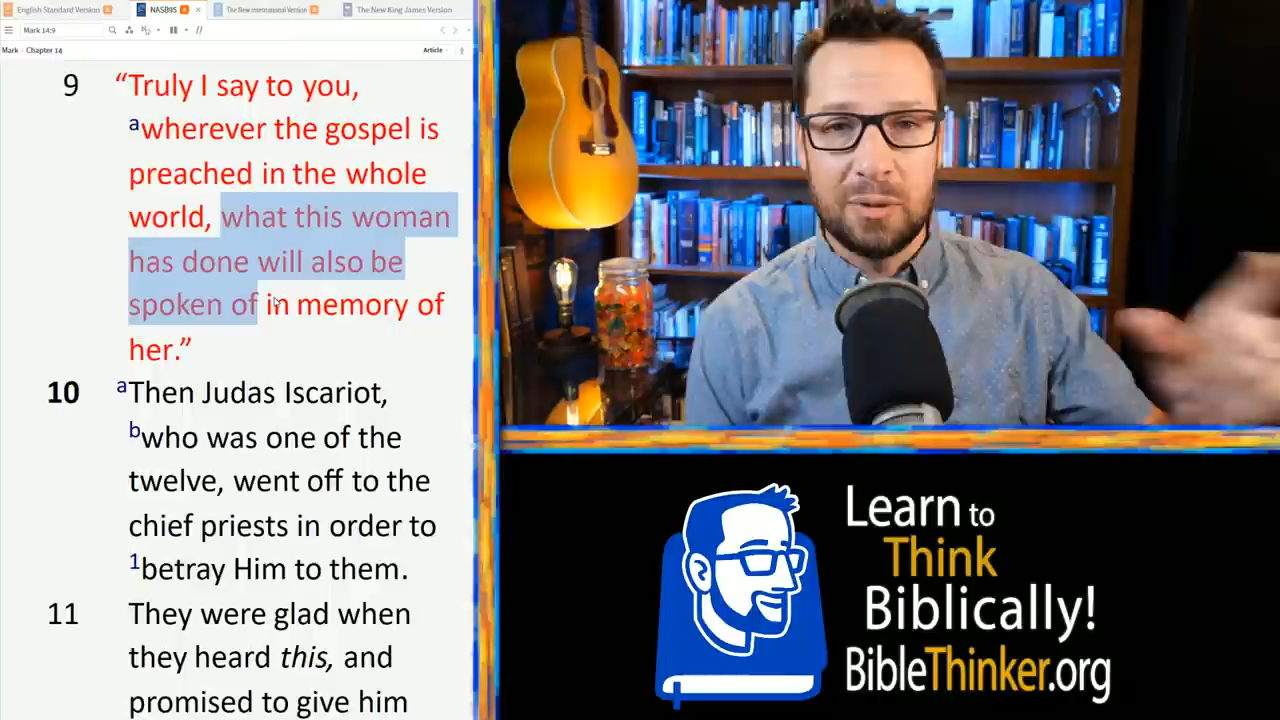 English Standard Version
NASB95
The New International Version
The New King James Version
Mark 14:9
Mark · Chapter 14
Article
9 “Truly I say to you,
ªwherever the gospel is
preached in the whole
world, what this woman
has done will also be
spoken of in memory of
her.”
10 ªThen Judas Iscariot,
ᵇwho was one of the
twelve, went off to the
chief priests in order to
¹betray Him to them.
11 They were glad when
they heard this, and
promised to give him
Learn to
Think
Biblically!
BibleThinker.org